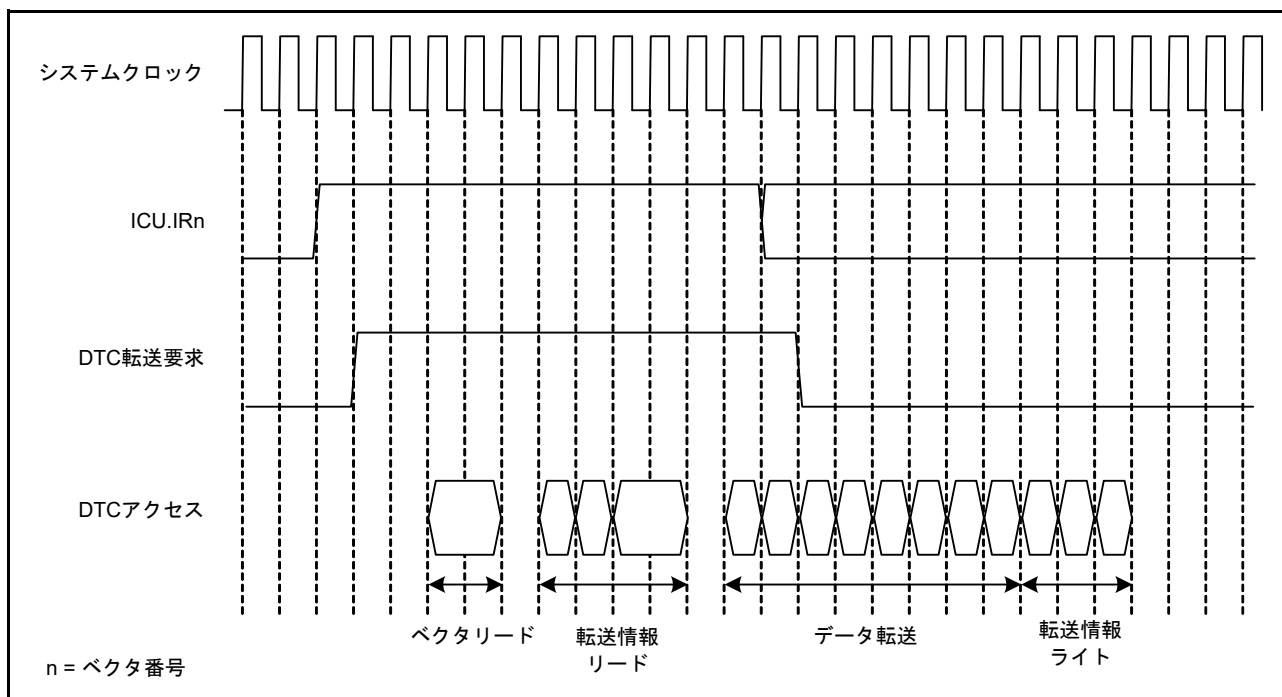 システムクロック
ICU.IRn
DTC転送要求
DTCアクセス
ベクタリード
転送情報
リード
データ転送
転送情報
ライト
n = ベクタ番号